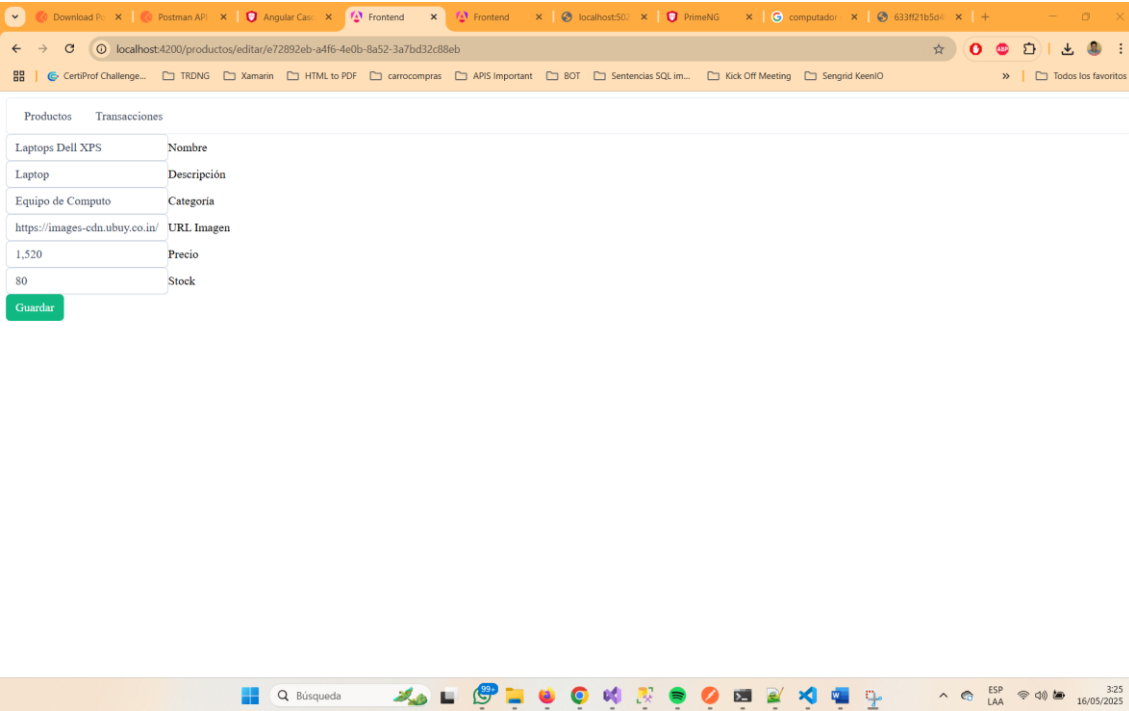 Download Po
Postman API
Angular Casc
Frontend
Frontend
localhost:502
PrimeNG
computador
633ff21b5d4
localhost:4200/productos/editar/e72892eb-a4f6-4e0b-8a52-3a7bd32c88eb
ABP
CertiProf Challenge... TRDNG Xamarin HTML to PDF carrocompras APIS Important BOT Sentencias SQL im... Kick Off Meeting Sengrid KeenIO » Todos los favoritos
Productos Transacciones
Laptops Dell XPS Nombre
Laptop Descripción
Equipo de Computo Categoría
https://images-cdn.ubuy.co.in/ URL Imagen
1,520 Precio
80 Stock
Guardar
Búsqueda
99+
ESP
LAA
3:25
16/05/2025